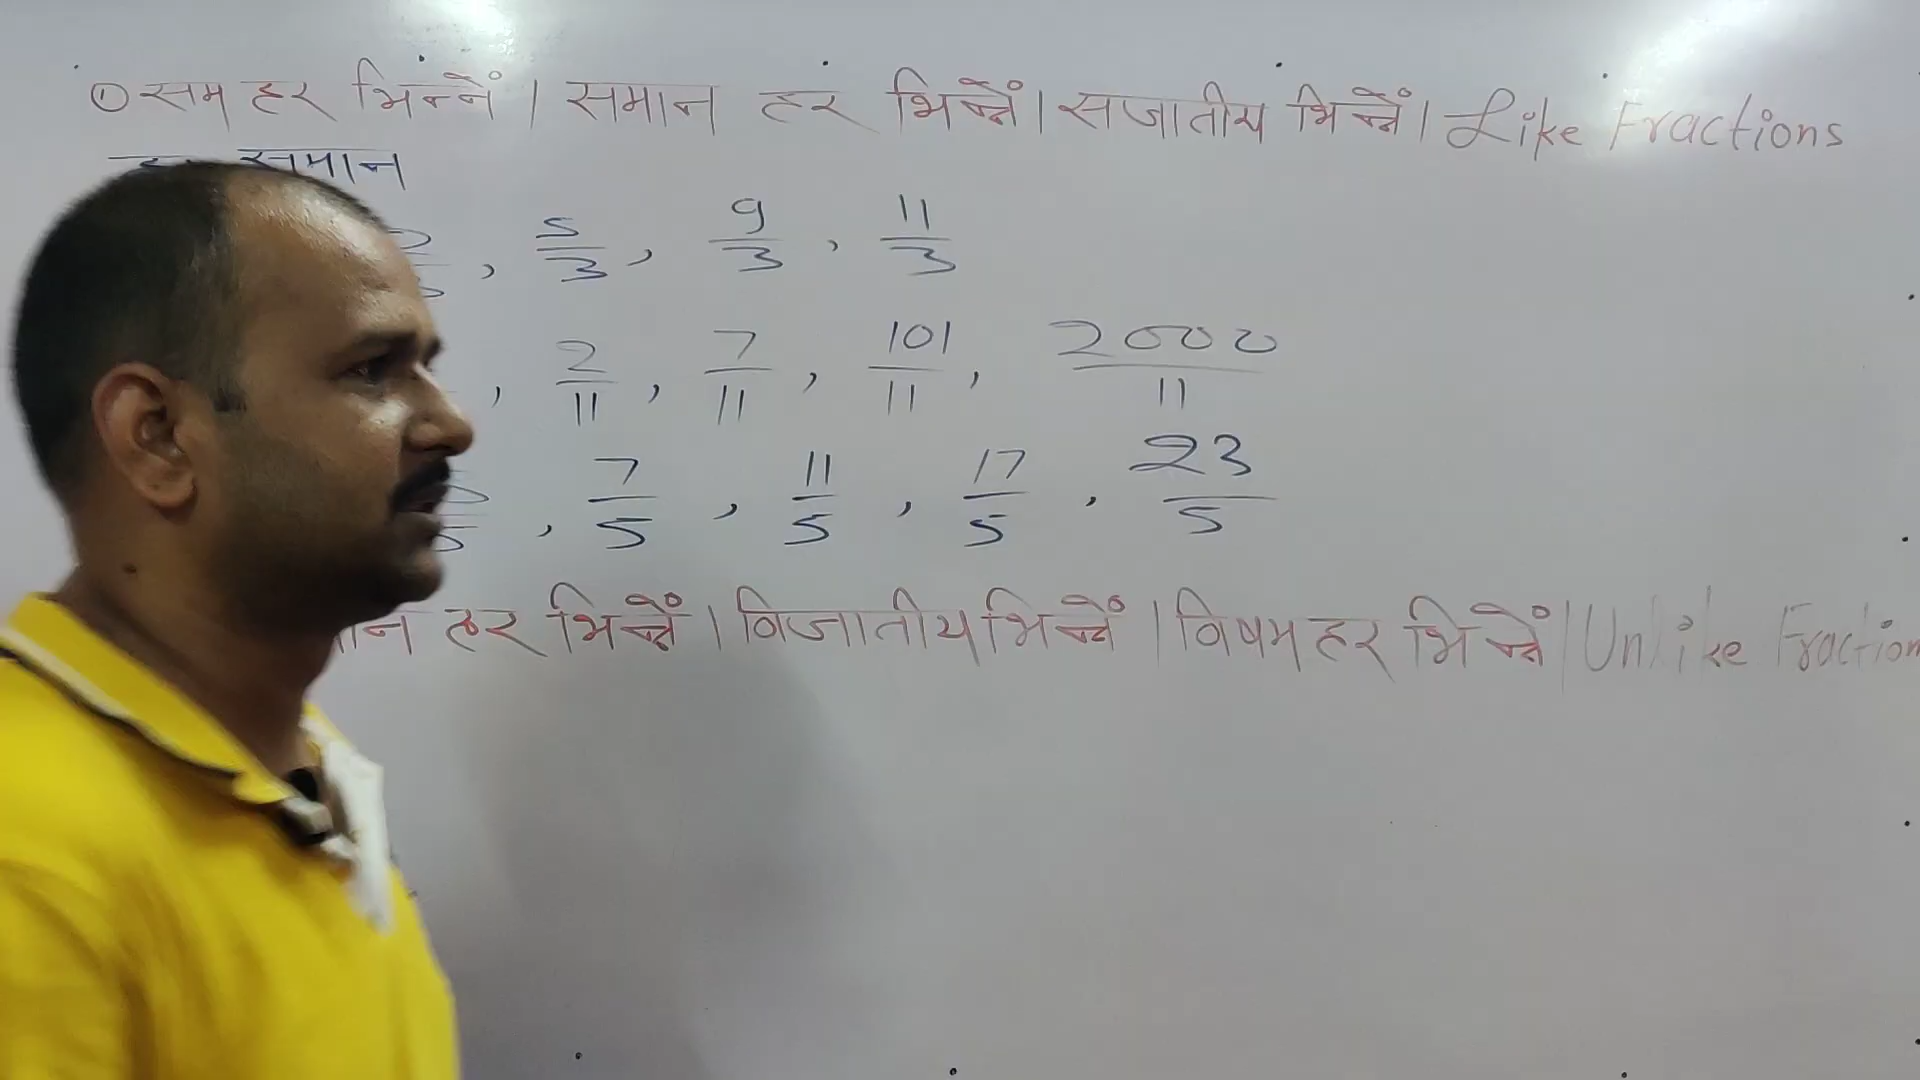 ① सम हर भिन्नें | समान हर भिन्नें | सजातीय भिन्नें | Like Fractions
समान
, 5/3, 9/3, 11/3
, 2/11, 7/11, 101/11, 2000/11
, 7/5, 11/5, 17/5, 23/5
हर भिन्नें | विजातीय भिन्नें | विषम हर भिन्नें | Unlike Fraction